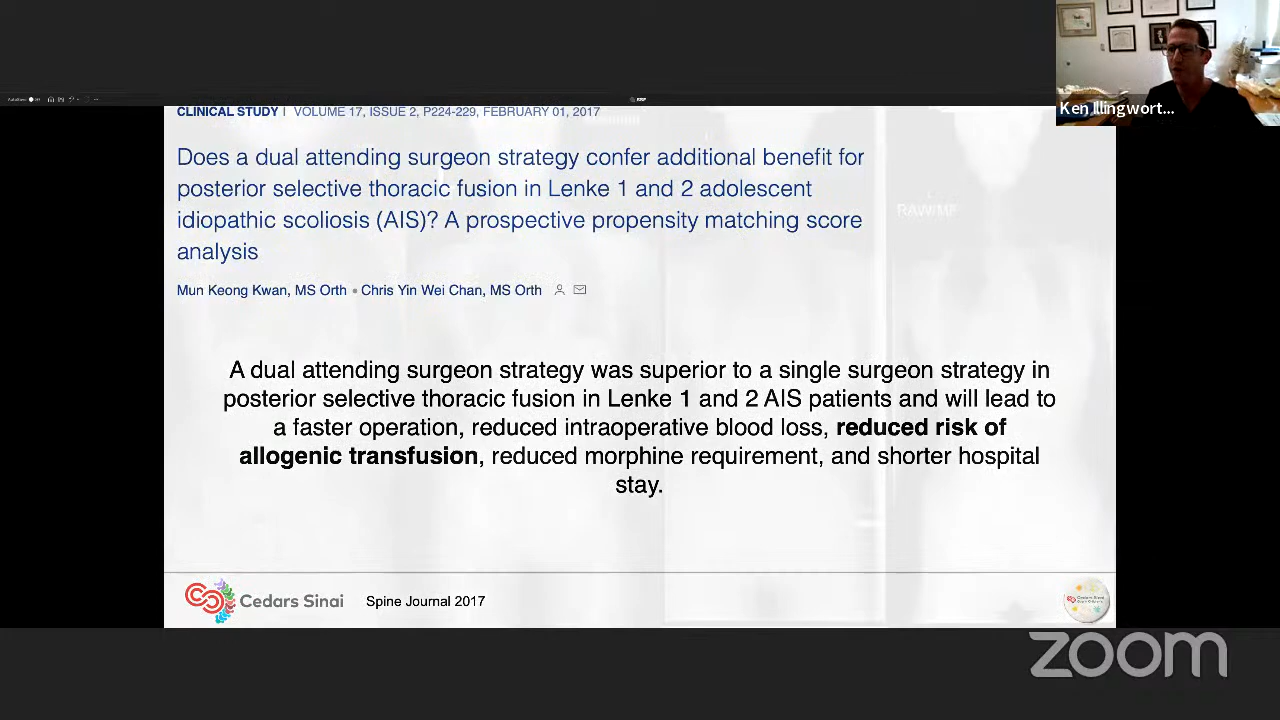 Ken Illingwort...
CLINICAL STUDY | VOLUME 17, ISSUE 2, P224-229, FEBRUARY 01, 2017
Does a dual attending surgeon strategy confer additional benefit for
posterior selective thoracic fusion in Lenke 1 and 2 adolescent
idiopathic scoliosis (AIS)? A prospective propensity matching score
analysis
Mun Keong Kwan, MS Orth • Chris Yin Wei Chan, MS Orth
A dual attending surgeon strategy was superior to a single surgeon strategy in
posterior selective thoracic fusion in Lenke 1 and 2 AIS patients and will lead to
a faster operation, reduced intraoperative blood loss, reduced risk of
allogenic transfusion, reduced morphine requirement, and shorter hospital
stay.
Cedars Sinai
Spine Journal 2017
zoom